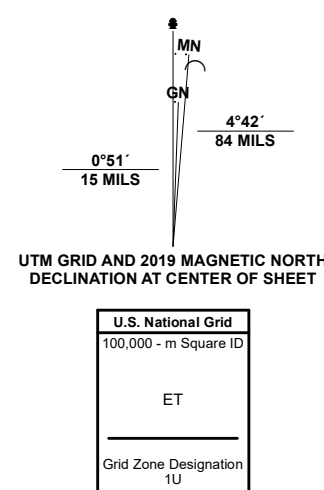 MN
GN
4°42´
84 MILS
0°51´
15 MILS
UTM GRID AND 2019 MAGNETIC NORTH
DECLINATION AT CENTER OF SHEET
U.S. National Grid
100,000 - m Square ID
ET
Grid Zone Designation
1U